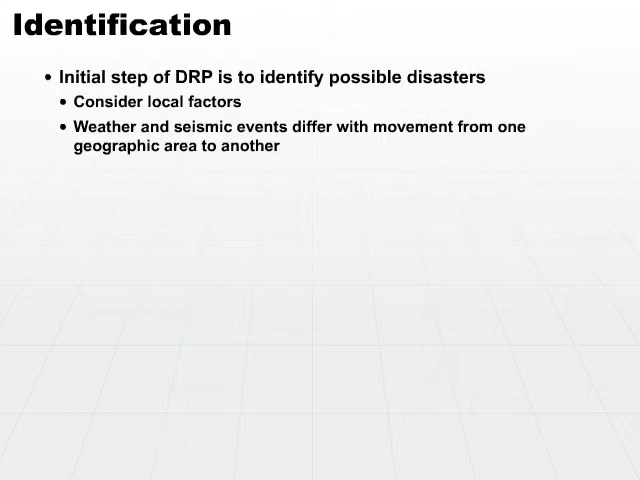 Identification
• Initial step of DRP is to identify possible disasters
• Consider local factors
• Weather and seismic events differ with movement from one
geographic area to another